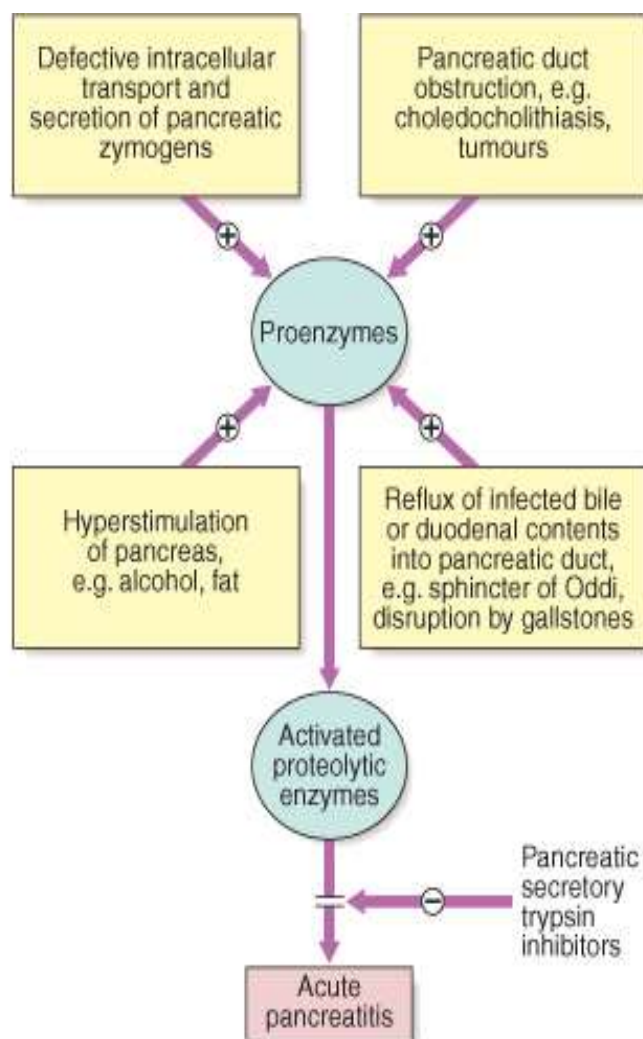 Defective intracellular
transport and
secretion of pancreatic
zymogens
Pancreatic duct
obstruction, e.g.
choledocholithiasis,
tumours
+
+
Proenzymes
+
+
Hyperstimulation
of pancreas,
e.g. alcohol, fat
Reflux of infected bile
or duodenal contents
into pancreatic duct,
e.g. sphincter of Oddi,
disruption by gallstones
Activated
proteolytic
enzymes
Pancreatic
secretory
trypsin
inhibitors
−
Acute
pancreatitis